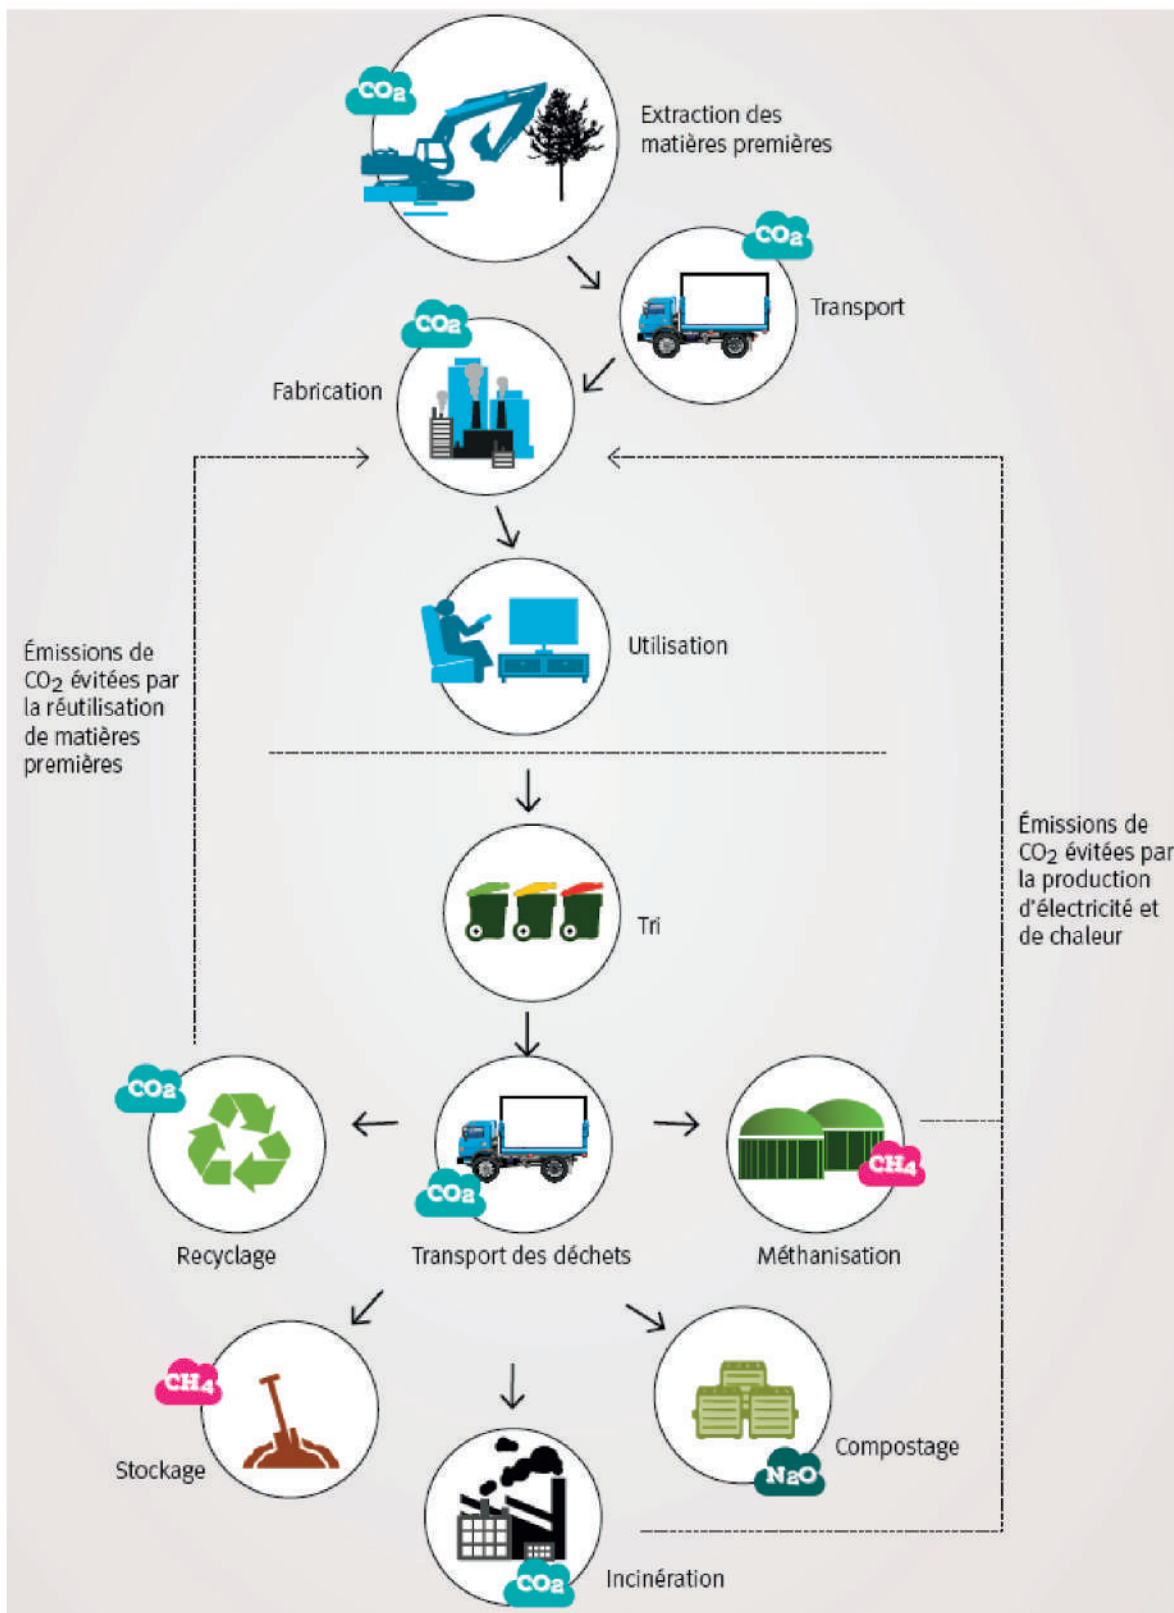 CO2
Extraction des
matières premières
CO2
Transport
CO2
Fabrication
Utilisation
Émissions de
CO2 évitées par
la réutilisation
de matières
premières
Émissions de
CO2 évitées par
la production
d'électricité et
de chaleur
Tri
CO2
Recyclage
CO2
Transport des déchets
CH4
Méthanisation
CH4
Stockage
Compostage
N2O
CO2
Incinération